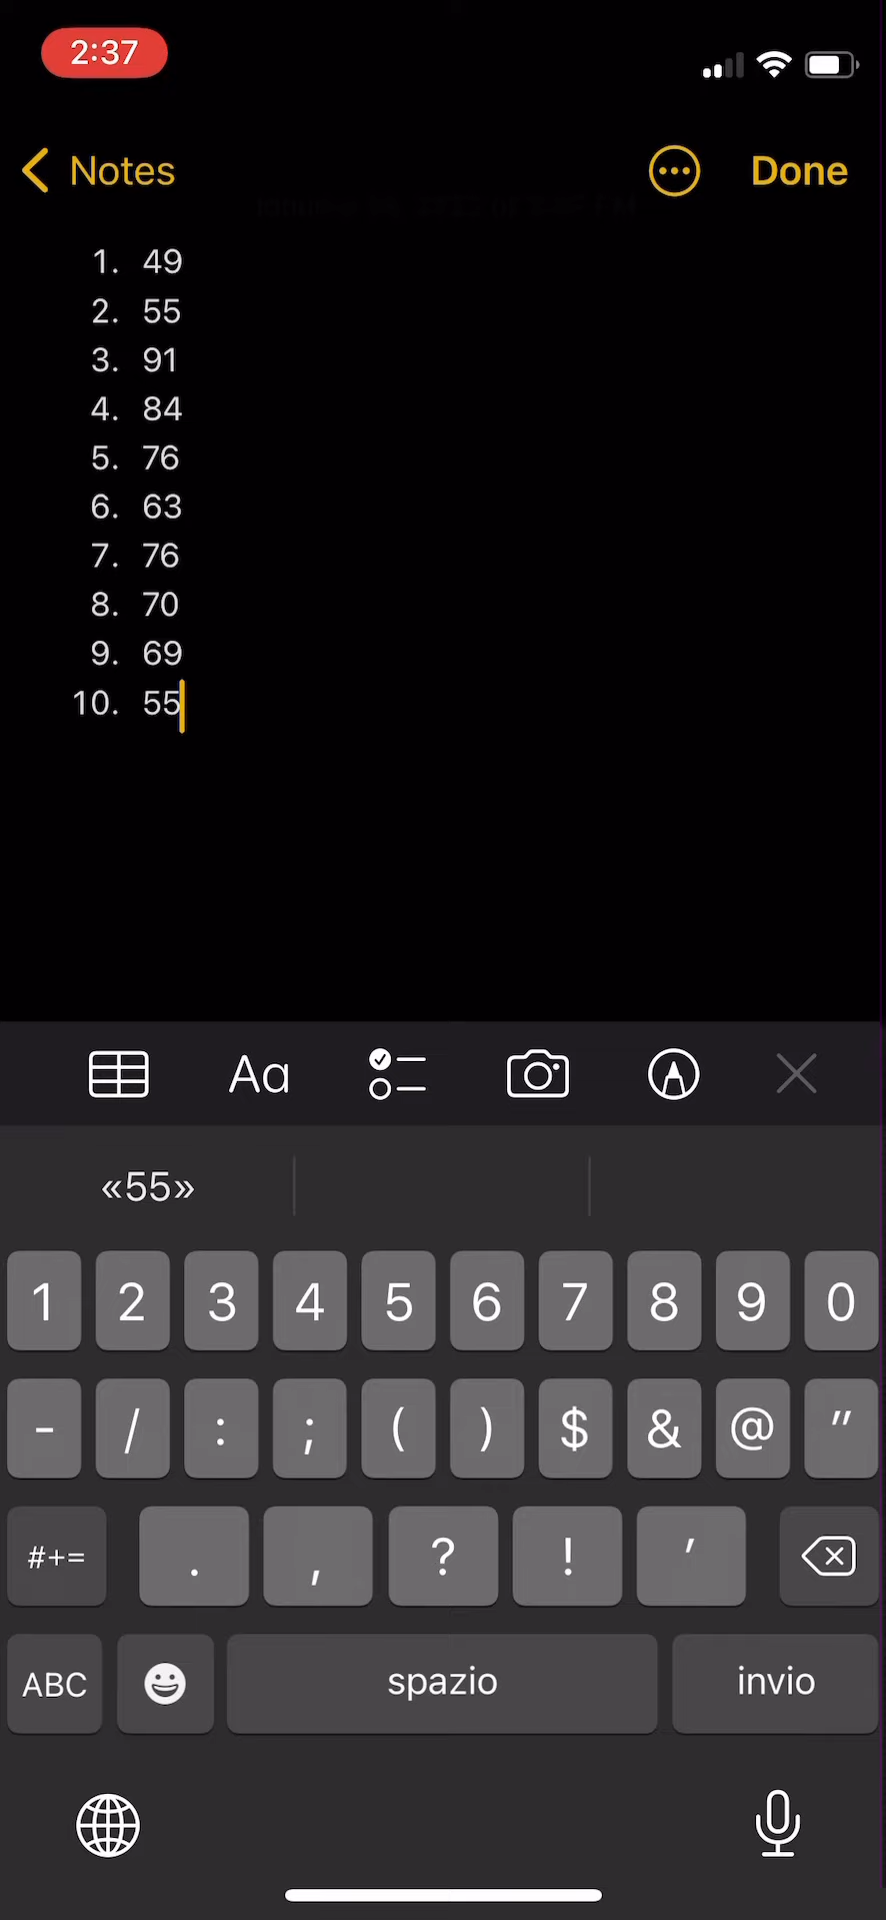 2:37
Notes
Done
1. 49
2. 55
3. 91
4. 84
5. 76
6. 63
7. 76
8. 70
9. 69
10. 55
Aa
«55»
1 2 3 4 5 6 7 8 9 0
- / : ; ( ) $ & @ "
#+= . , ? ! ’
ABC spazio invio